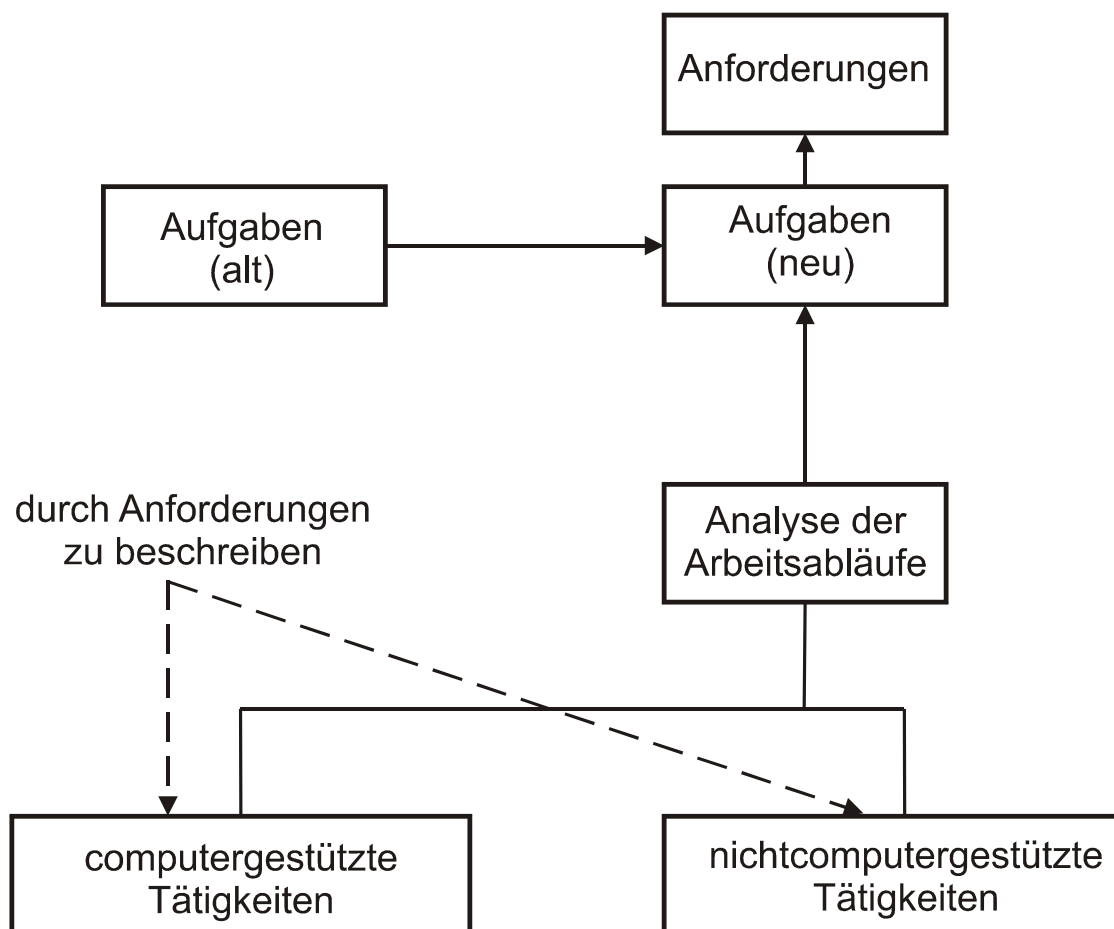 Anforderungen
Aufgaben
(alt)
Aufgaben
(neu)
durch Anforderungen
zu beschreiben
Analyse der
Arbeitsabläufe
computergestützte
Tätigkeiten
nichtcomputergestützte
Tätigkeiten